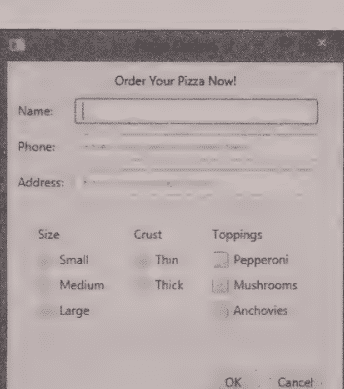 Order Your Pizza Now!
Name:
Phone:
Address:
Size Crust Toppings
Small Thin Pepperoni
Medium Thick Mushrooms
Large Anchovies
OK Cancel